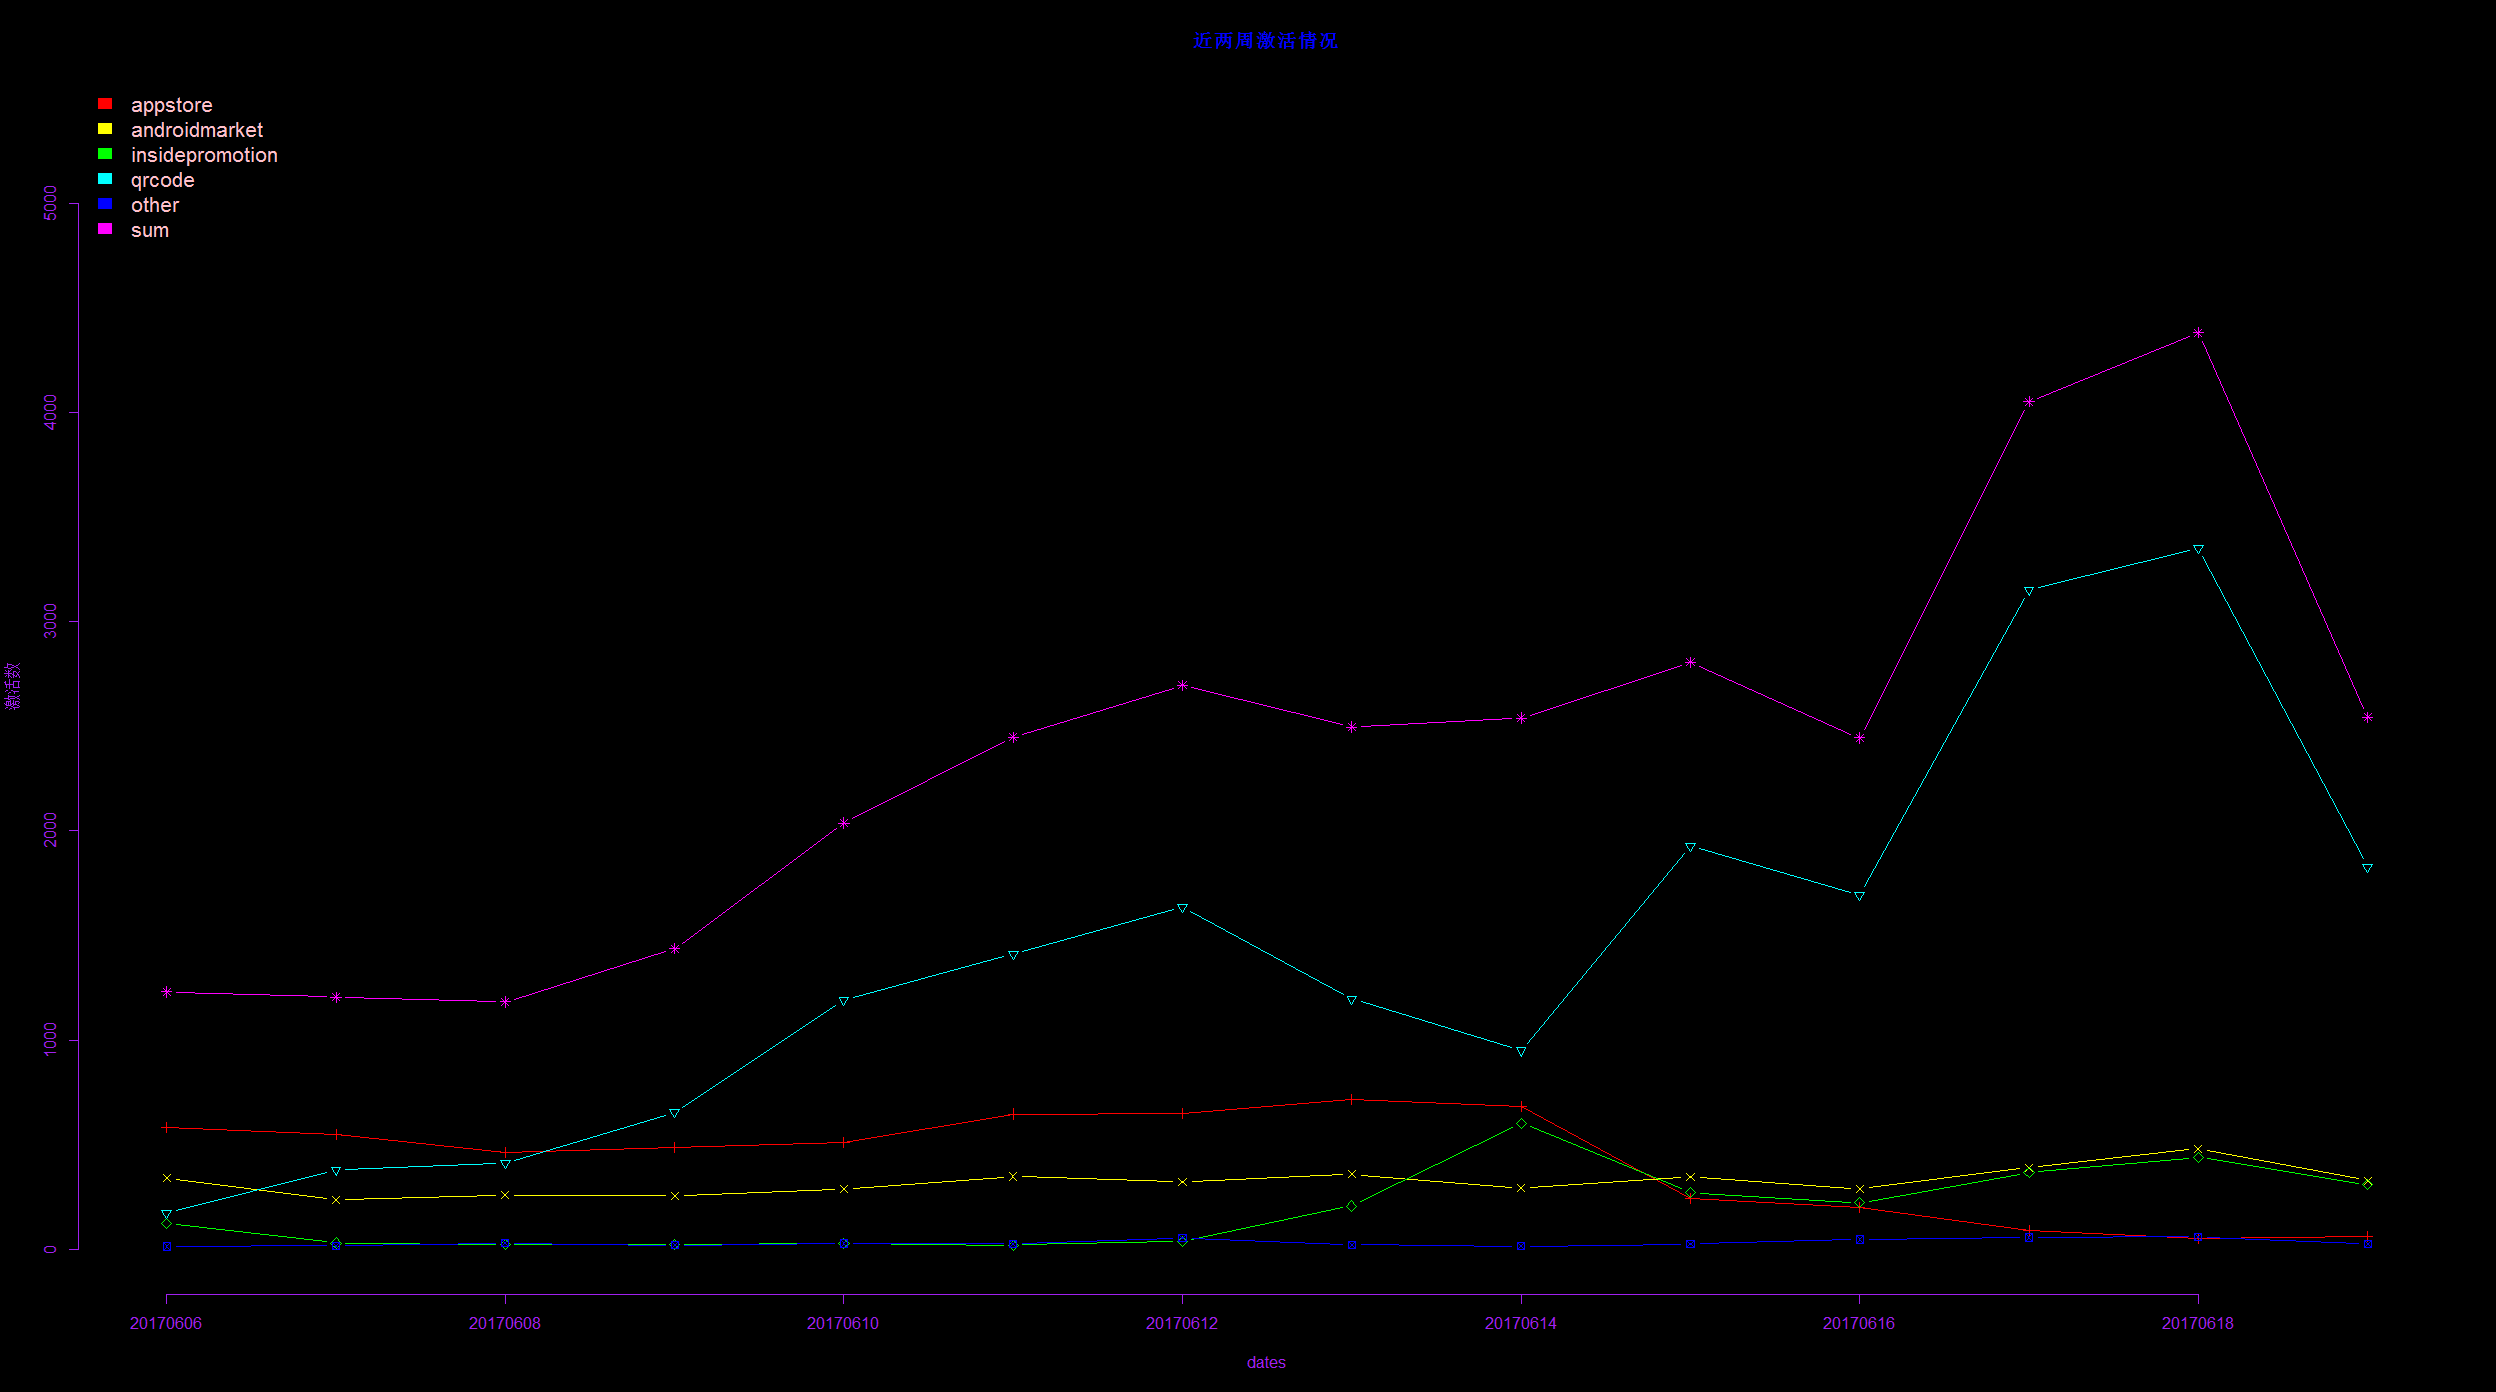 近两周激活情况
appstore
androidmarket
insidepromotion
qrcode
other
sum
5000
4000
3000
2000
1000
0
激活数
20170606
20170608
20170610
20170612
20170614
20170616
20170618
dates